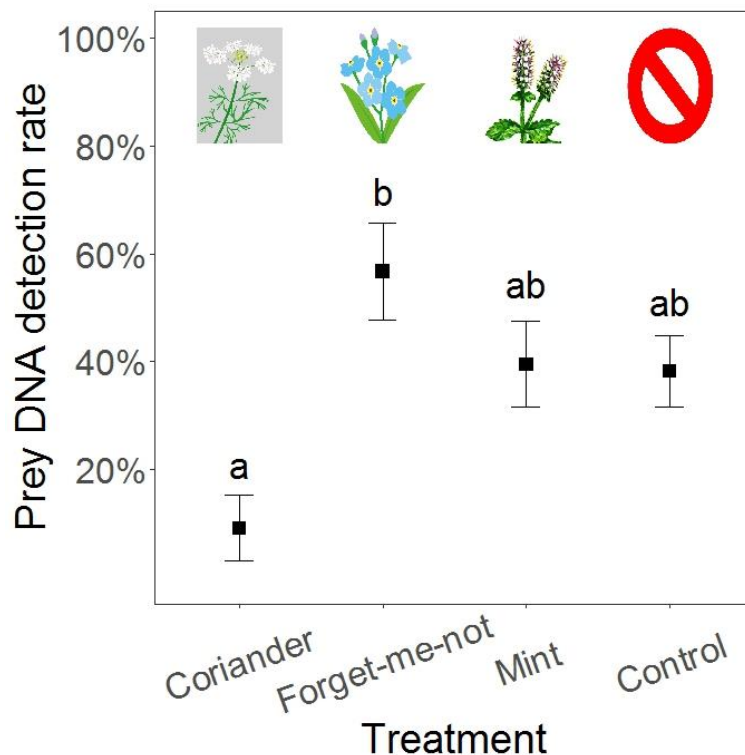 Prey DNA detection rate
100%
80%
60%
40%
20%
a
b
ab
ab
Coriander
Forget-me-not
Mint
Control
Treatment